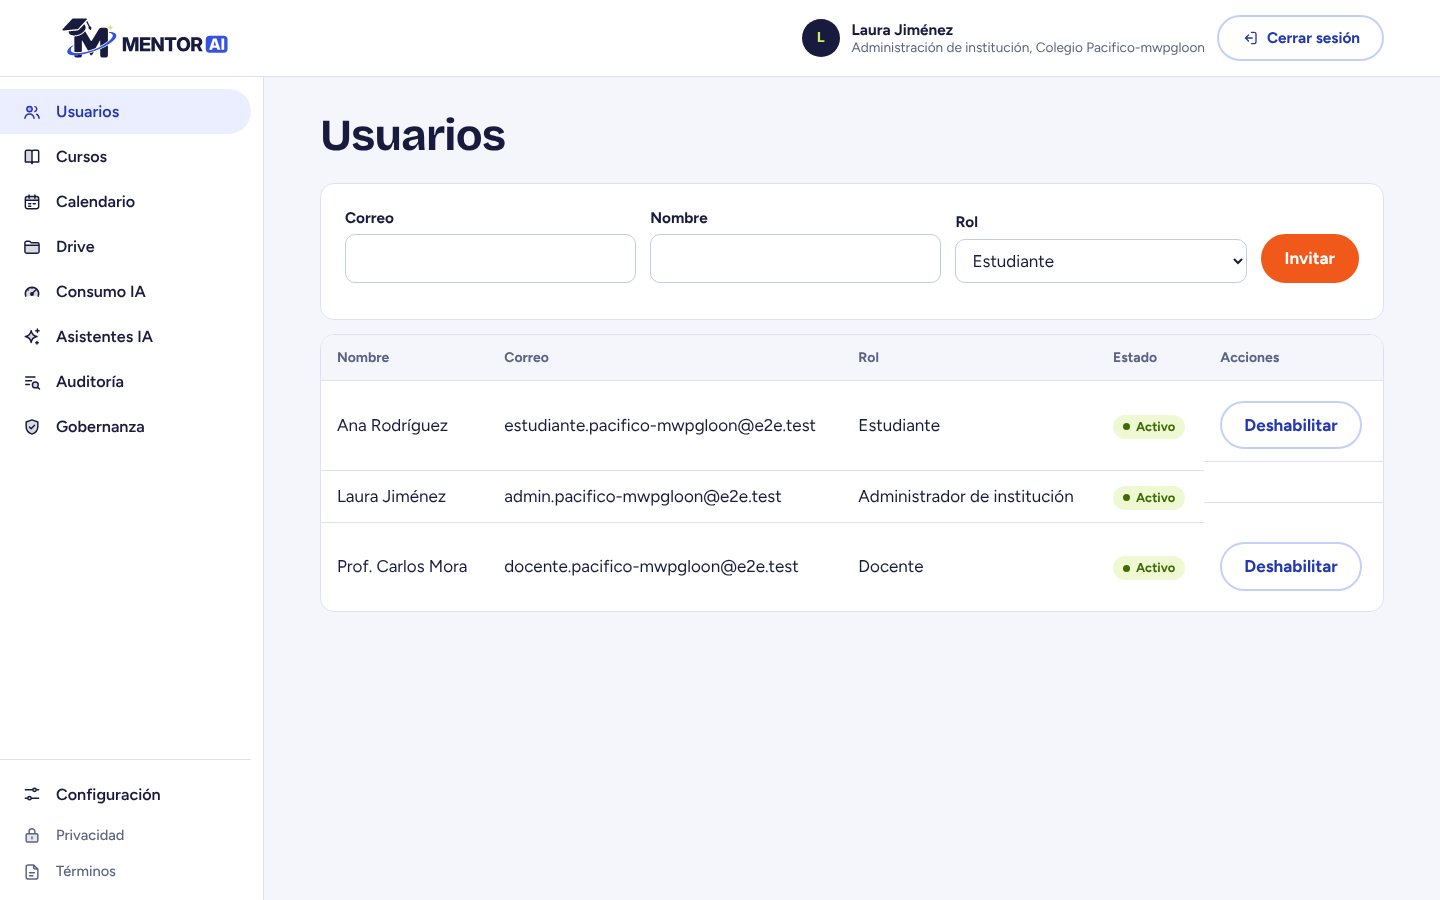 MENTOR AI
L
Laura Jiménez
Administración de institución, Colegio Pacifico-mwpgloon
Cerrar sesión
Usuarios
Cursos
Calendario
Drive
Consumo IA
Asistentes IA
Auditoría
Gobernanza
Configuración
Privacidad
Términos
Usuarios
Correo
Nombre
Rol
Estudiante
Invitar
Nombre Correo Rol Estado Acciones
Ana Rodríguez estudiante.pacifico-mwpgloon@e2e.test Estudiante Activo Deshabilitar
Laura Jiménez admin.pacifico-mwpgloon@e2e.test Administrador de institución Activo
Prof. Carlos Mora docente.pacifico-mwpgloon@e2e.test Docente Activo Deshabilitar